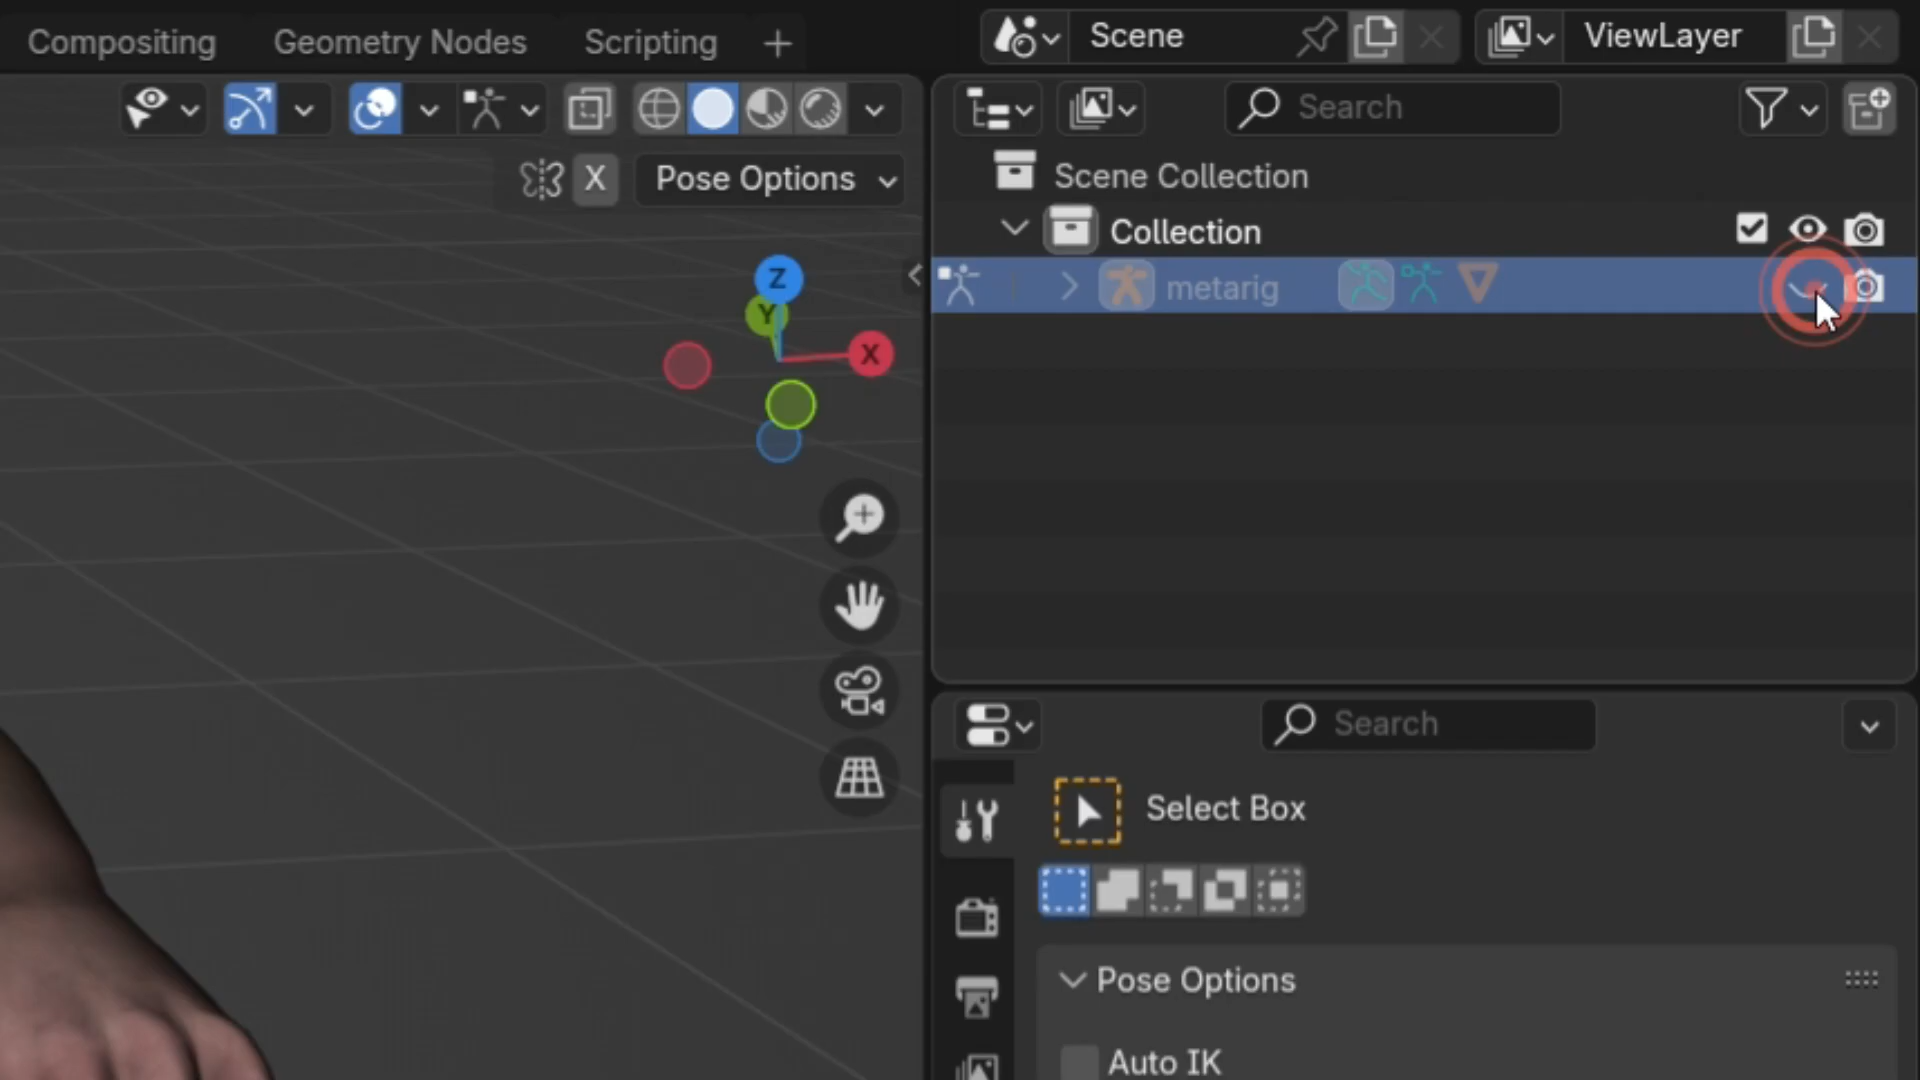 Compositing Geometry Nodes Scripting + Scene ViewLayer
Search
X Pose Options
Scene Collection
Collection
metarig
Z
Y
X
Search
Select Box
Pose Options
Auto IK